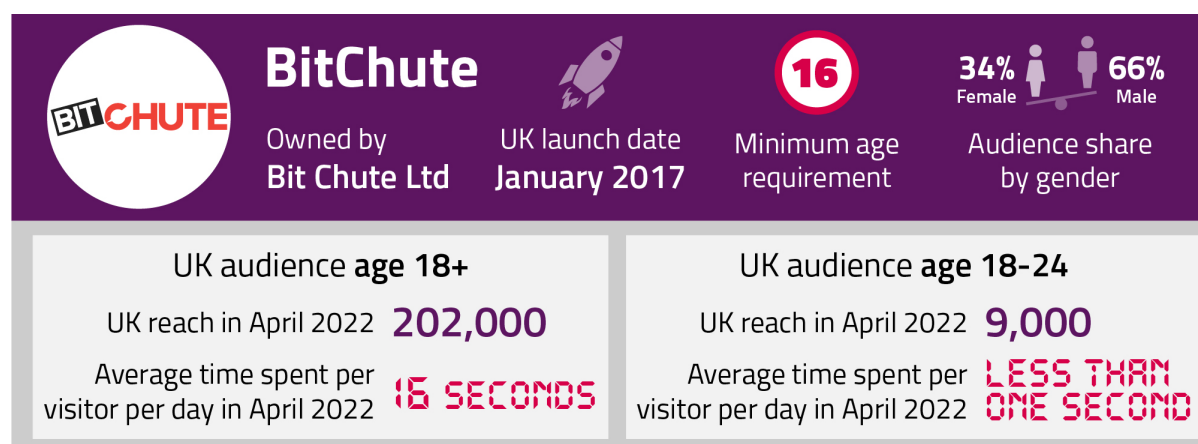 BITCHUTE
BitChute
Owned by
Bit Chute Ltd
UK launch date
January 2017
16
Minimum age
requirement
34%
Female
66%
Male
Audience share
by gender
UK audience age 18+
UK reach in April 2022 202,000
Average time spent per
visitor per day in April 2022
16 SECONDS
UK audience age 18-24
UK reach in April 2022 9,000
Average time spent per
visitor per day in April 2022
LESS THAN
ONE SECOND